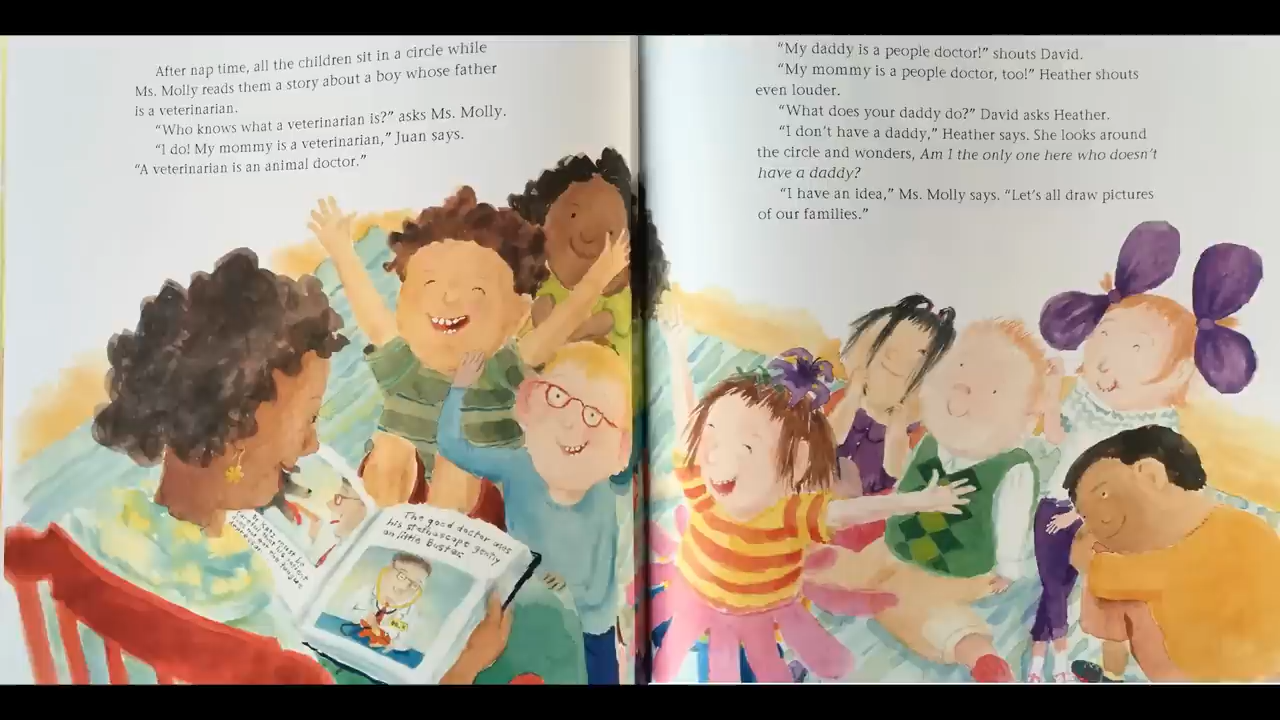 After nap time, all the children sit in a circle while
Ms. Molly reads them a story about a boy whose father
is a veterinarian.
“Who knows what a veterinarian is?” asks Ms. Molly.
“I do! My mommy is a veterinarian,” Juan says.
“A veterinarian is an animal doctor.”
The good doctor uses
his stethoscope gently
on little Buster.
“My daddy is a people doctor!” shouts David.
“My mommy is a people doctor, too!” Heather shouts
even louder.
“What does your daddy do?” David asks Heather.
“I don’t have a daddy,” Heather says. She looks around
the circle and wonders, Am I the only one here who doesn’t
have a daddy?
“I have an idea,” Ms. Molly says. “Let’s all draw pictures
of our families.”